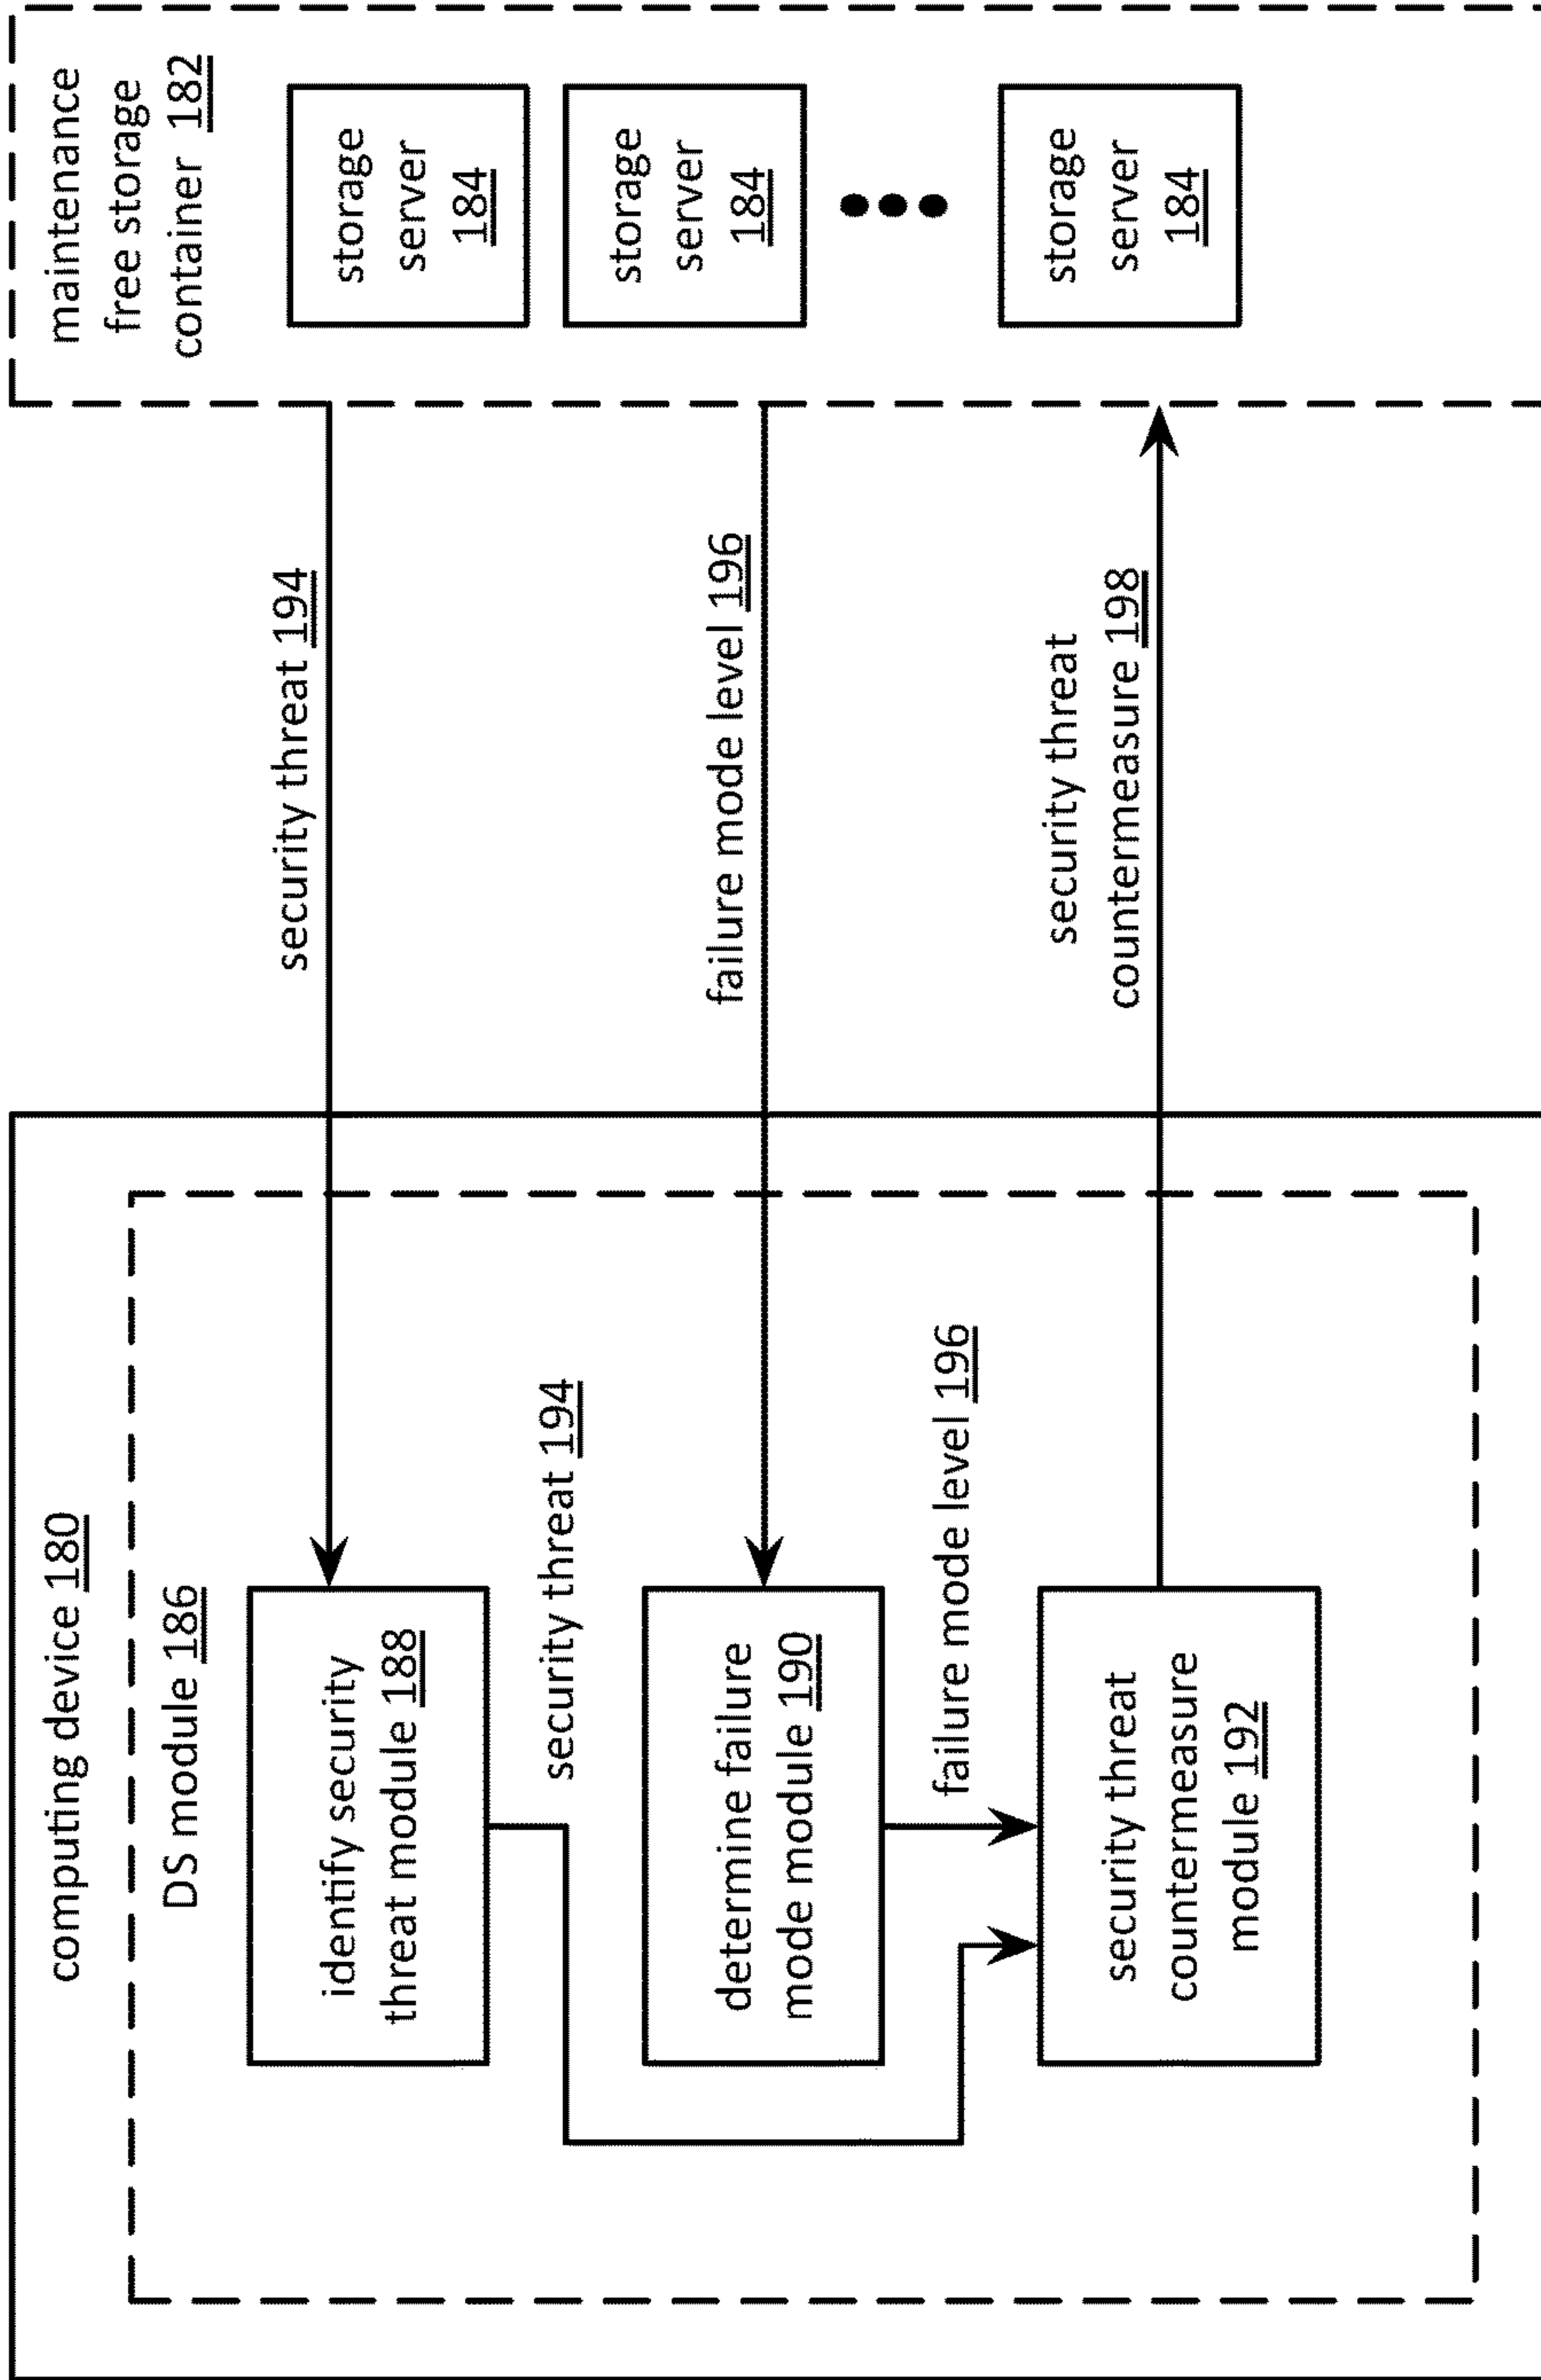 computing device 180
DS module 186
identify security
threat module 188
security threat 194
determine failure
mode module 190
failure mode level 196
security threat
countermeasure
module 192
security threat 194
failure mode level 196
security threat
countermeasure 198
maintenance
free storage
container 182
storage
server
184
storage
server
184
storage
server
184